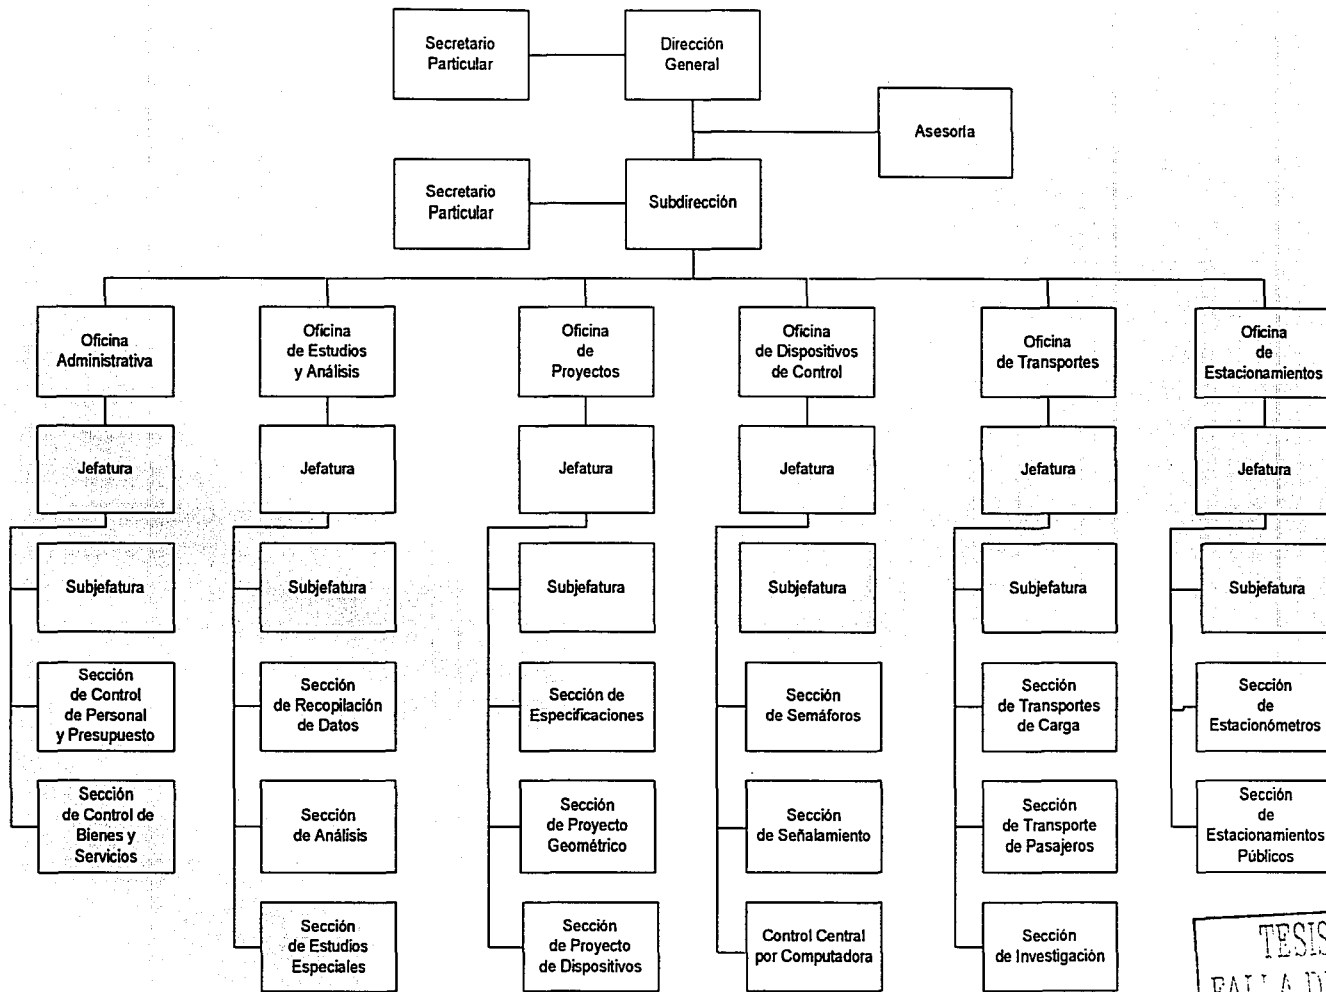 Secretario
Particular
Dirección
General
Asesoría
Secretario
Particular
Subdirección
Oficina
Administrativa
Oficina
de Estudios
y Análisis
Oficina
de
Proyectos
Oficina
de Dispositivos
de Control
Oficina
de Transportes
Oficina
de
Estacionamientos
Jefatura
Jefatura
Jefatura
Jefatura
Jefatura
Jefatura
Subjefatura
Subjefatura
Subjefatura
Subjefatura
Subjefatura
Subjefatura
Sección
de Control
de Personal
y Presupuesto
Sección
de Recopilación
de Datos
Sección de
Especificaciones
Sección
de Semáforos
Sección
de Transportes
de Carga
Sección
de
Estacionómetros
Sección
de Control de
Bienes y
Servicios
Sección
de Análisis
Sección
de Proyecto
Geométrico
Sección
de Señalamiento
Sección
de Transporte
de Pasajeros
Sección
de
Estacionamientos
Públicos
Sección
de Estudios
Especiales
Sección
de Proyecto
de Dispositivos
Control Central
por Computadora
Sección
de Investigación
TESIS
FALLA DE